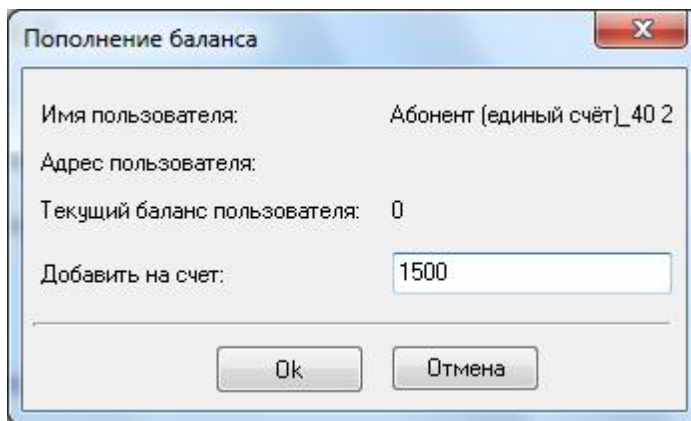 Пополнение баланса
Имя пользователя: Абонент (единый счёт)_40 2
Адрес пользователя:
Текущий баланс пользователя: 0
Добавить на счет: 1500
Ok Отмена